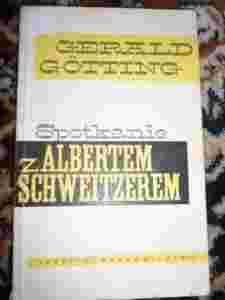 GERALD
GÖTTING
Spotkanie
z ALBERTEM
SCHWEITZEREM